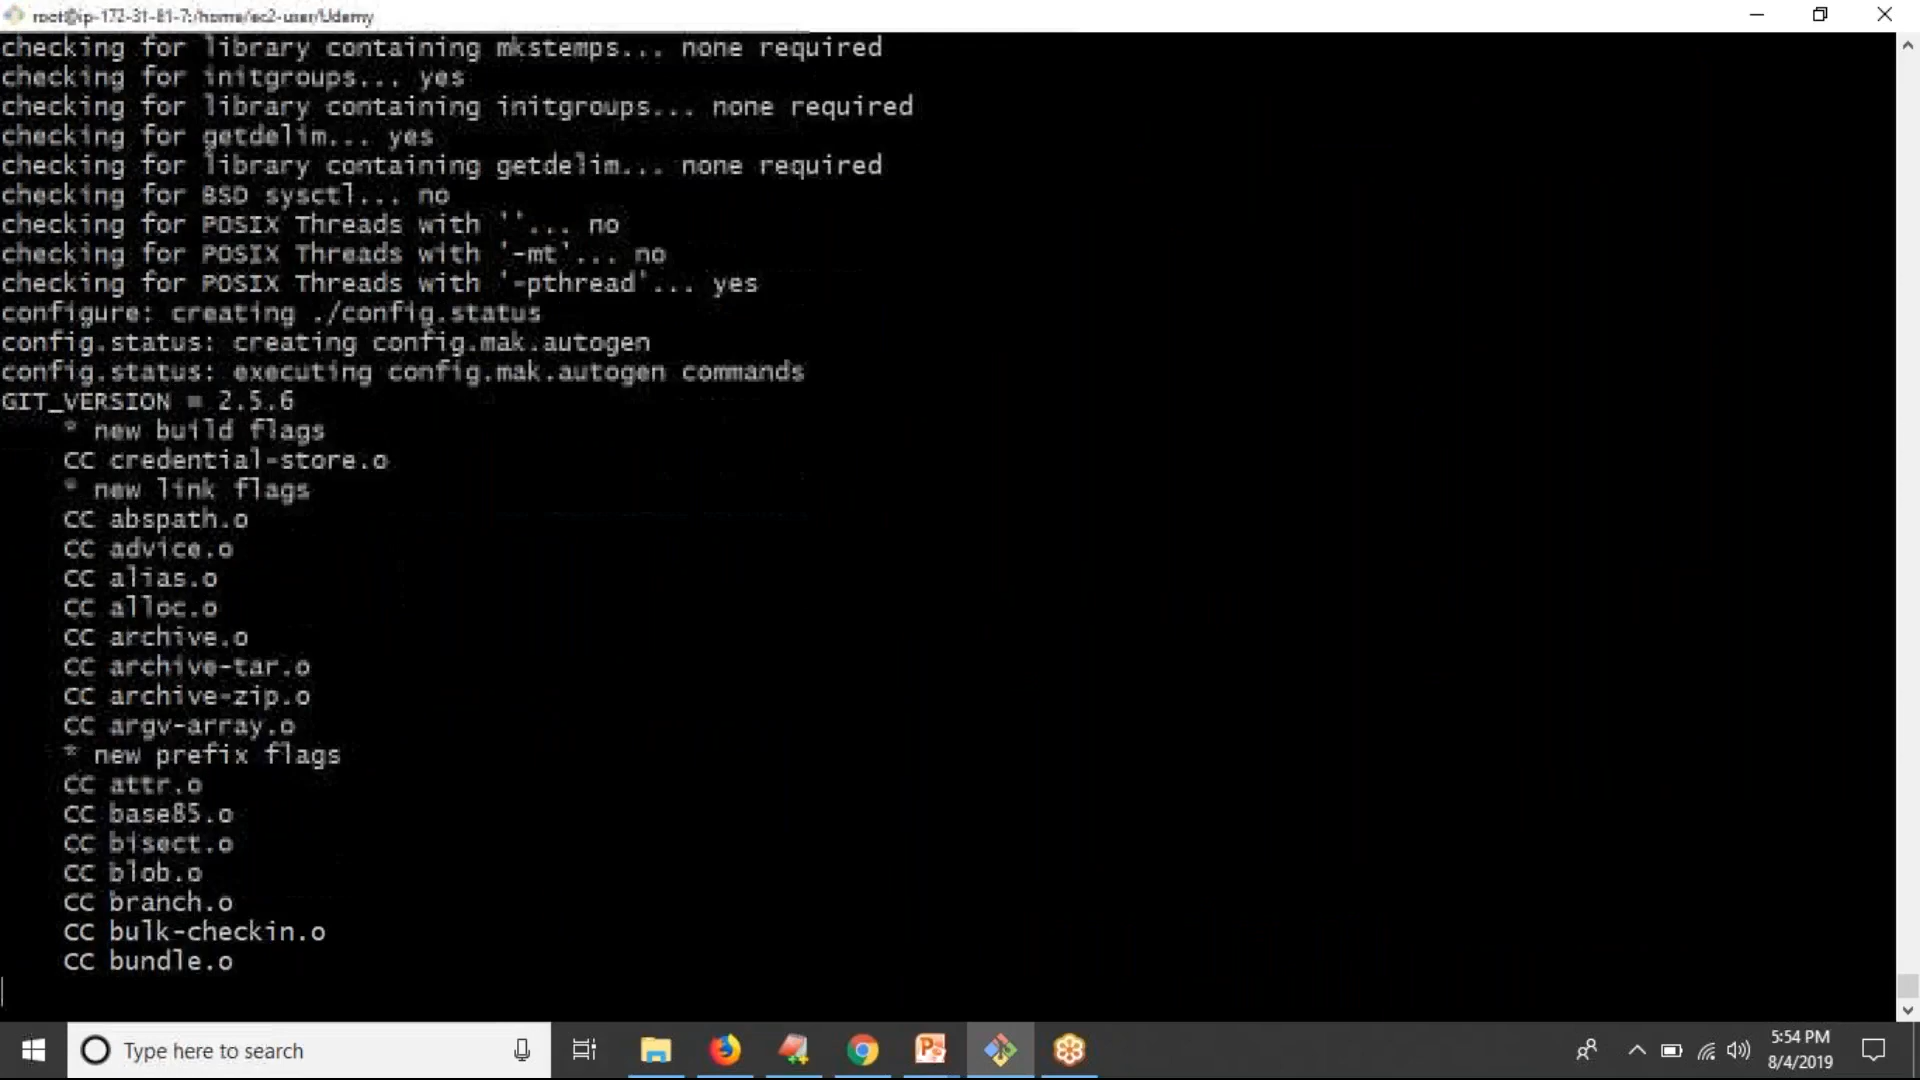 root@ip-172-31-81-7:/home/ec2-user/Udemy
checking for library containing mkstemps... none required
checking for initgroups... yes
checking for library containing initgroups... none required
checking for getdelim... yes
checking for library containing getdelim... none required
checking for BSD sysctl... no
checking for POSIX Threads with ''... no
checking for POSIX Threads with '-mt'... no
checking for POSIX Threads with '-pthread'... yes
configure: creating ./config.status
config.status: creating config.mak.autogen
config.status: executing config.mak.autogen commands
GIT_VERSION = 2.5.6
* new build flags
CC credential-store.o
* new link flags
CC abspath.o
CC advice.o
CC alias.o
CC alloc.o
CC archive.o
CC archive-tar.o
CC archive-zip.o
CC argv-array.o
* new prefix flags
CC attr.o
CC base85.o
CC bisect.o
CC blob.o
CC branch.o
CC bulk-checkin.o
CC bundle.o
Type here to search
5:54 PM
8/4/2019